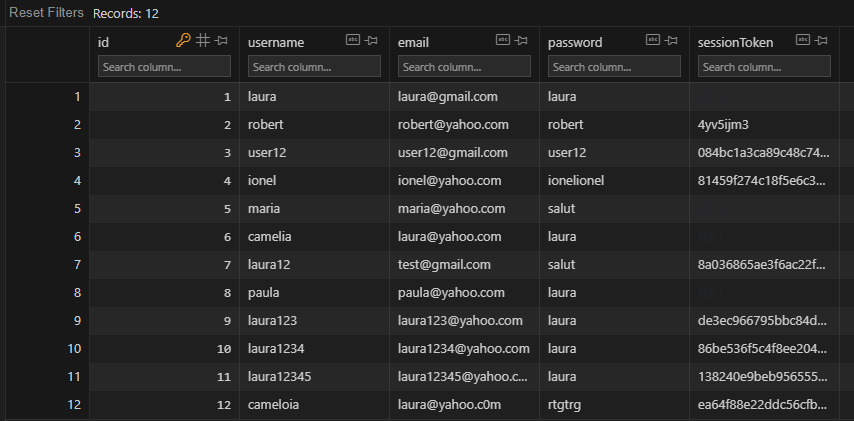 Reset Filters Records: 12
id username email password sessionToken
Search column... Search column... Search column... Search column... Search column...
1 1 laura laura@gmail.com laura
2 2 robert robert@yahoo.com robert 4yv5ijm3
3 3 user12 user12@gmail.com user12 084bc1a3ca89c48c74...
4 4 ionel ionel@yahoo.com ionelionel 81459f274c18f5e6c3...
5 5 maria maria@yahoo.com salut
6 6 camelia laura@yahoo.com laura NULL
7 7 laura12 test@gmail.com salut 8a036865ae3f6ac22f...
8 8 paula paula@yahoo.com laura NULL
9 9 laura123 laura123@yahoo.com laura de3ec966795bbc84d...
10 10 laura1234 laura1234@yahoo.com laura 86be536f5c4f8ee204...
11 11 laura12345 laura12345@yahoo.c... laura 138240e9beb956555...
12 12 cameloia laura@yahoo.c0m rtgtrg ea64f88e22ddc56cfb...